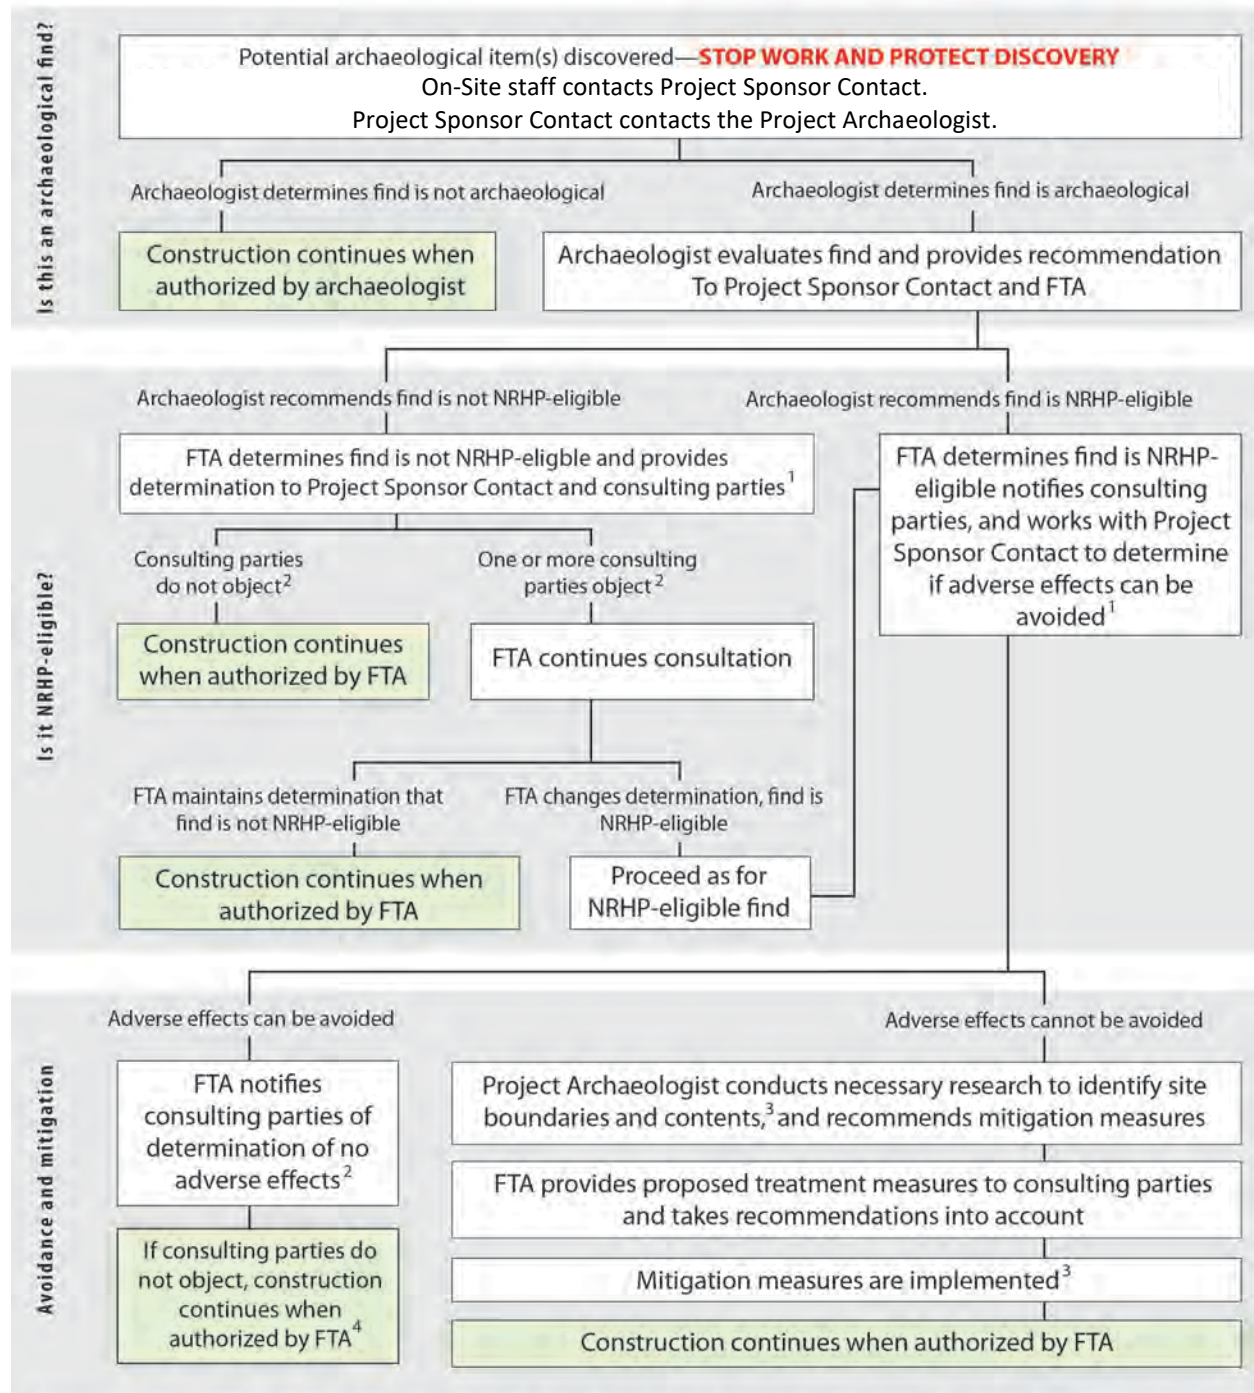 Is this an archaeological find?
Potential archaeological item(s) discovered—STOP WORK AND PROTECT DISCOVERY
On-Site staff contacts Project Sponsor Contact.
Project Sponsor Contact contacts the Project Archaeologist.
Archaeologist determines find is not archaeological
Archaeologist determines find is archaeological
Construction continues when
authorized by archaeologist
Archaeologist evaluates find and provides recommendation
To Project Sponsor Contact and FTA
Is it NRHP-eligible?
Archaeologist recommends find is not NRHP-eligible
Archaeologist recommends find is NRHP-eligible
FTA determines find is not NRHP-eligble and provides
determination to Project Sponsor Contact and consulting parties1
FTA determines find is NRHP-
eligible notifies consulting
parties, and works with Project
Sponsor Contact to determine
if adverse effects can be
avoided1
Consulting parties
do not object2
One or more consulting
parties object2
Construction continues
when authorized by FTA
FTA continues consultation
FTA maintains determination that
find is not NRHP-eligible
FTA changes determination, find is
NRHP-eligible
Construction continues when
authorized by FTA
Proceed as for
NRHP-eligible find
Avoidance and mitigation
Adverse effects can be avoided
Adverse effects cannot be avoided
FTA notifies
consulting parties of
determination of no
adverse effects2
If consulting parties do
not object, construction
continues when
authorized by FTA4
Project Archaeologist conducts necessary research to identify site
boundaries and contents,3 and recommends mitigation measures
FTA provides proposed treatment measures to consulting parties
and takes recommendations into account
Mitigation measures are implemented3
Construction continues when authorized by FTA